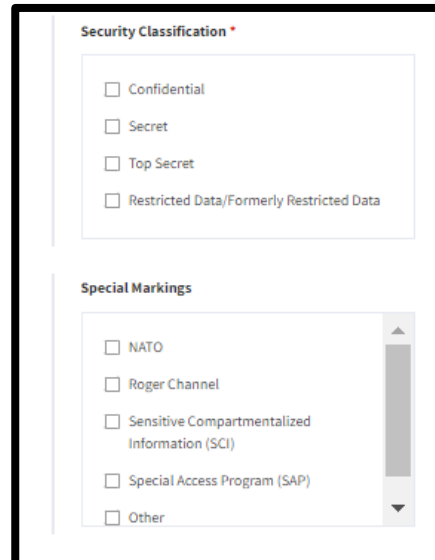 Security Classification *
Confidential
Secret
Top Secret
Restricted Data/Formerly Restricted Data
Special Markings
NATO
Roger Channel
Sensitive Compartmentalized
Information (SCI)
Special Access Program (SAP)
Other